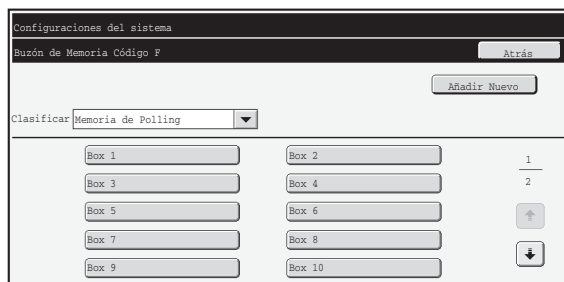 Configuraciones del sistema
Buzón de Memoria Código F
Atrás
Añadir Nuevo
Clasificar Memoria de Polling
Box 1 Box 2
1
Box 3 Box 4
2
Box 5 Box 6
Box 7 Box 8
Box 9 Box 10